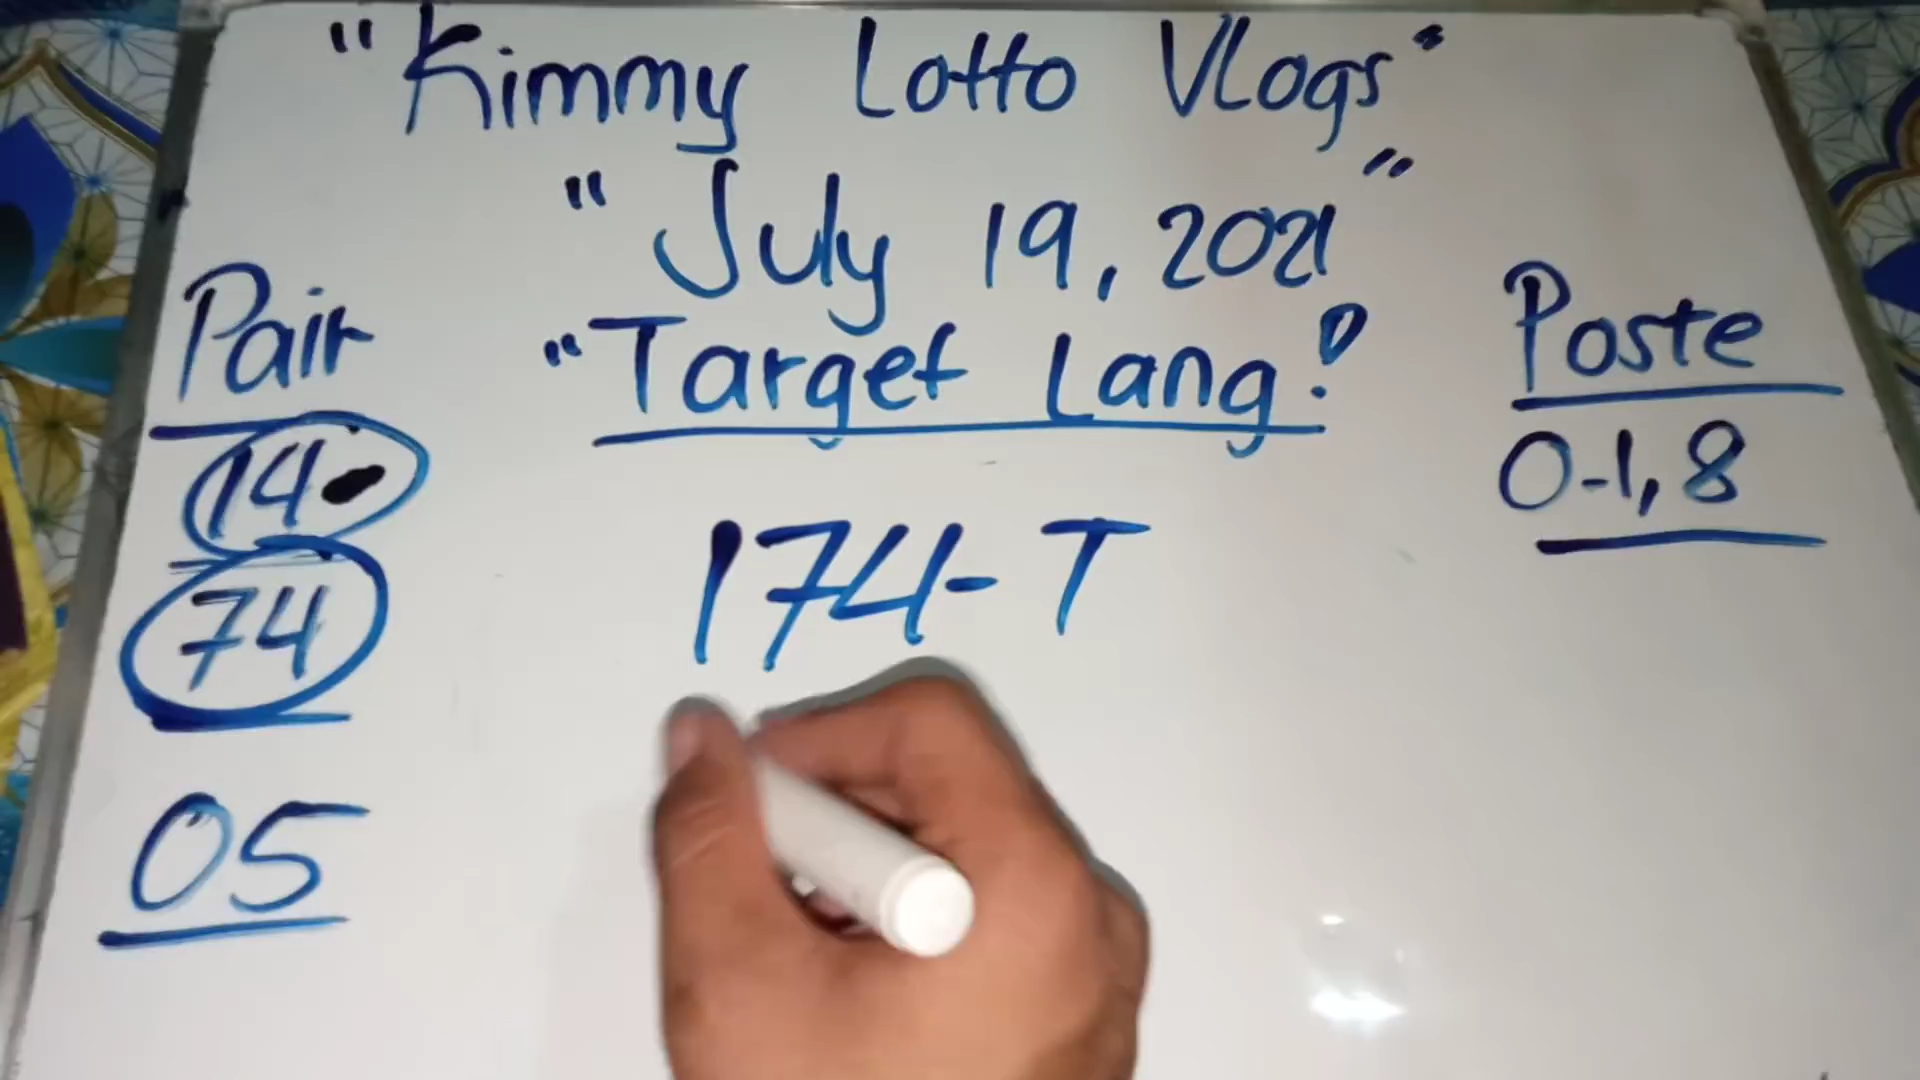 "Kimmy Lotto Vlogs"
"July 19, 2021"
"Target Lang!
Pair
14
74
05
174-T
Poste
0-1,8